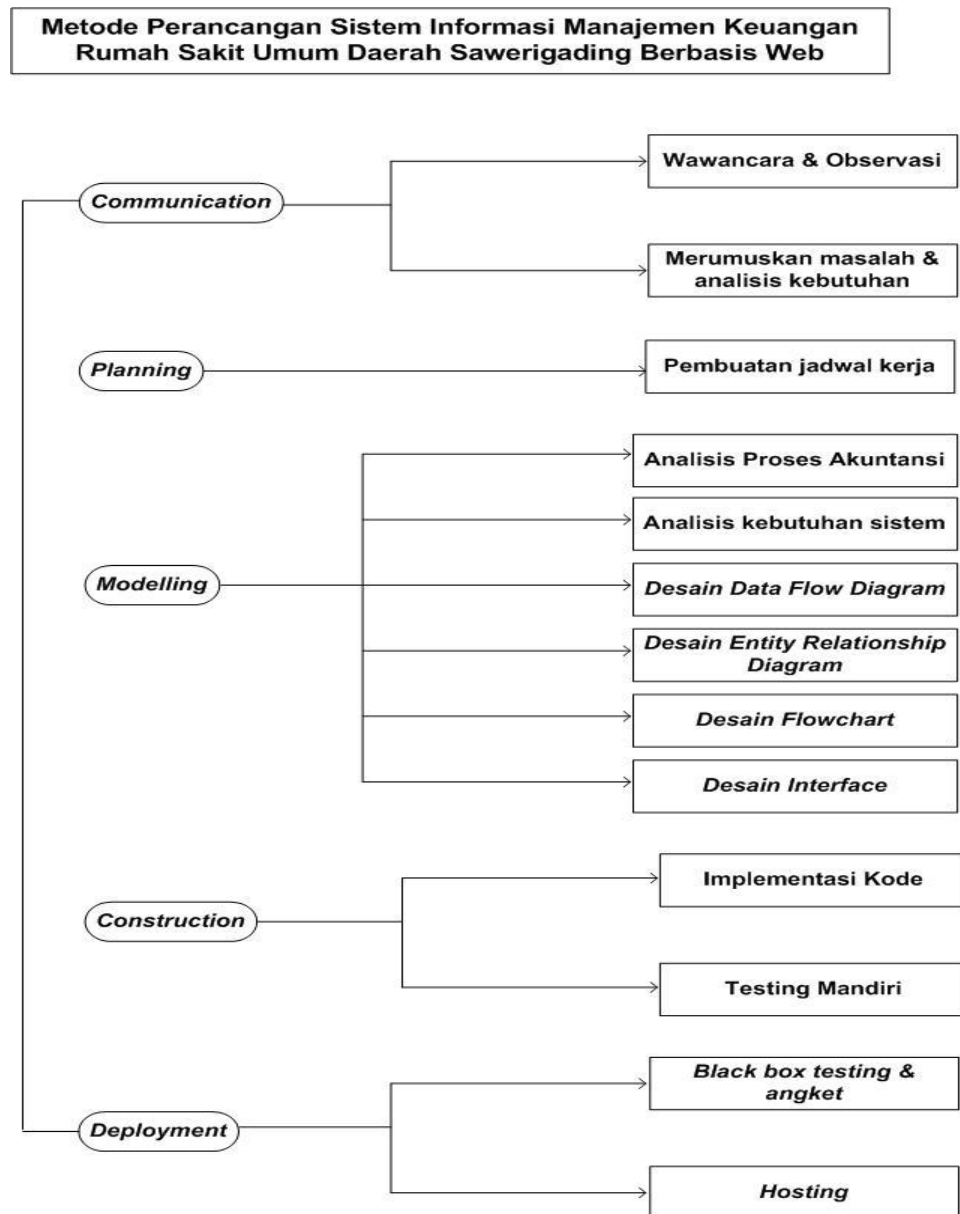 Metode Perancangan Sistem Informasi Manajemen Keuangan
Rumah Sakit Umum Daerah Sawerigading Berbasis Web
Communication
Wawancara & Observasi
Merumuskan masalah &
analisis kebutuhan
Planning
Pembuatan jadwal kerja
Modelling
Analisis Proses Akuntansi
Analisis kebutuhan sistem
Desain Data Flow Diagram
Desain Entity Relationship
Diagram
Desain Flowchart
Desain Interface
Construction
Implementasi Kode
Testing Mandiri
Deployment
Black box testing &
angket
Hosting